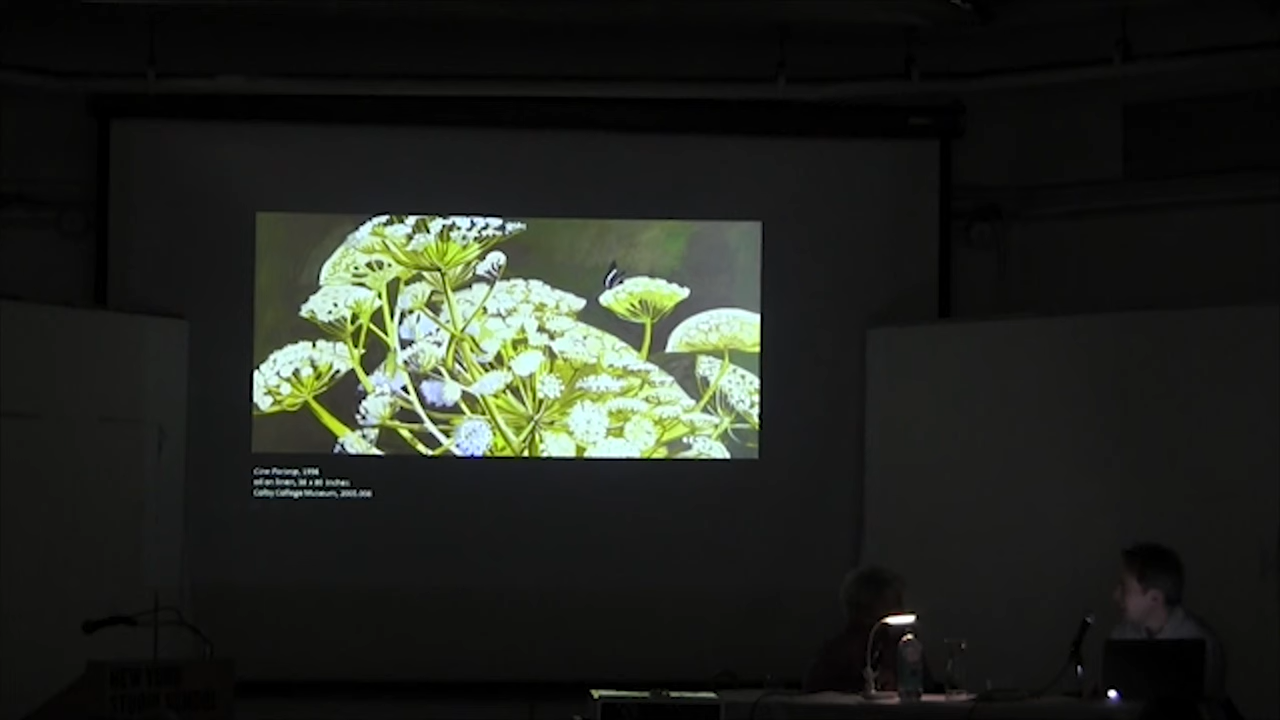 Cow Parsnip, 1996
oil on linen, 38 x 80 inches
Colby College Museum, 2005.006
NEW YORK
STUDIO SCHOOL